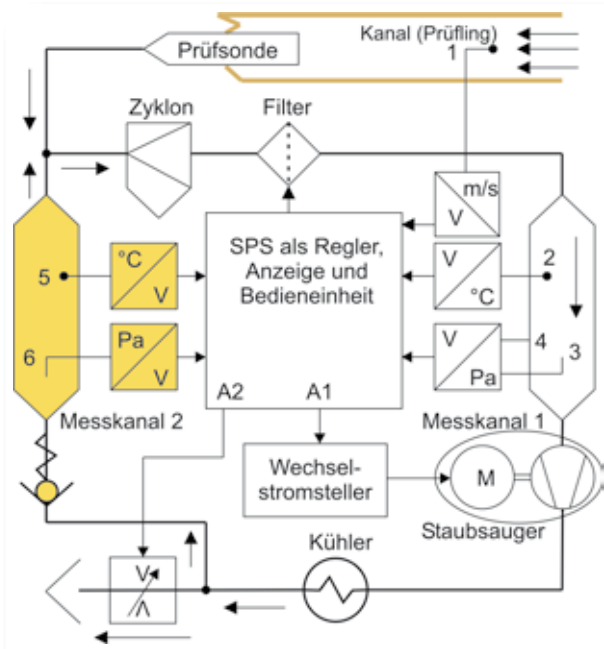 Prüfsonde
Kanal (Prüfling)
1
Zyklon
Filter
m/s
V
SPS als Regler,
Anzeige und
Bedieneinheit
°C
V
V
°C
5
2
6
Pa
V
V
Pa
4
3
A2
A1
Messkanal 2
Messkanal 1
Wechsel-
stromsteller
M
Staubsauger
Kühler